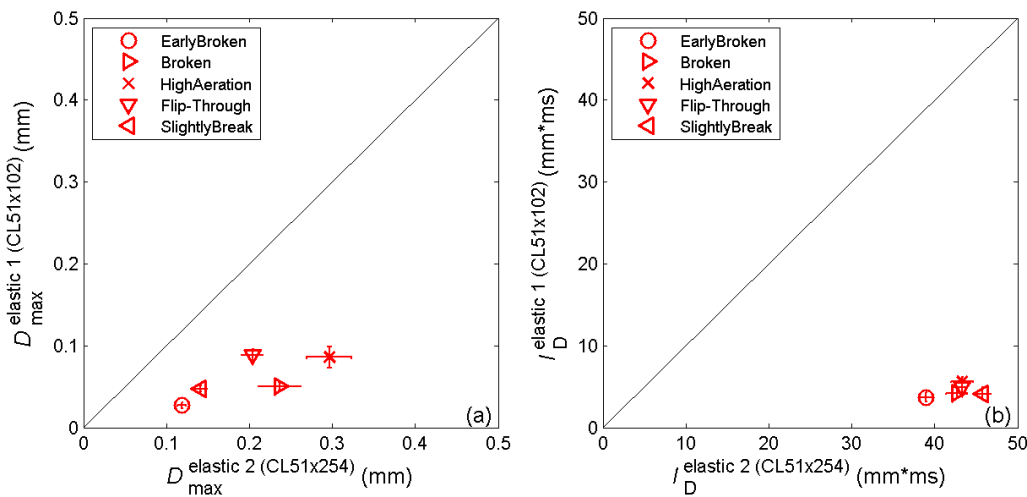 0.5
0.4
0.3
0.2
0.1
0
0 0.1 0.2 0.3 0.4 0.5
EarlyBroken
Broken
HighAeration
Flip-Through
SlightlyBreak
(a)
D max elastic 1 (CL51x102) (mm)
D max elastic 2 (CL51x254) (mm)
50
40
30
20
10
0
0 10 20 30 40 50
EarlyBroken
Broken
HighAeration
Flip-Through
SlightlyBreak
(b)
I D elastic 1 (CL51x102) (mm*ms)
I D elastic 2 (CL51x254) (mm*ms)